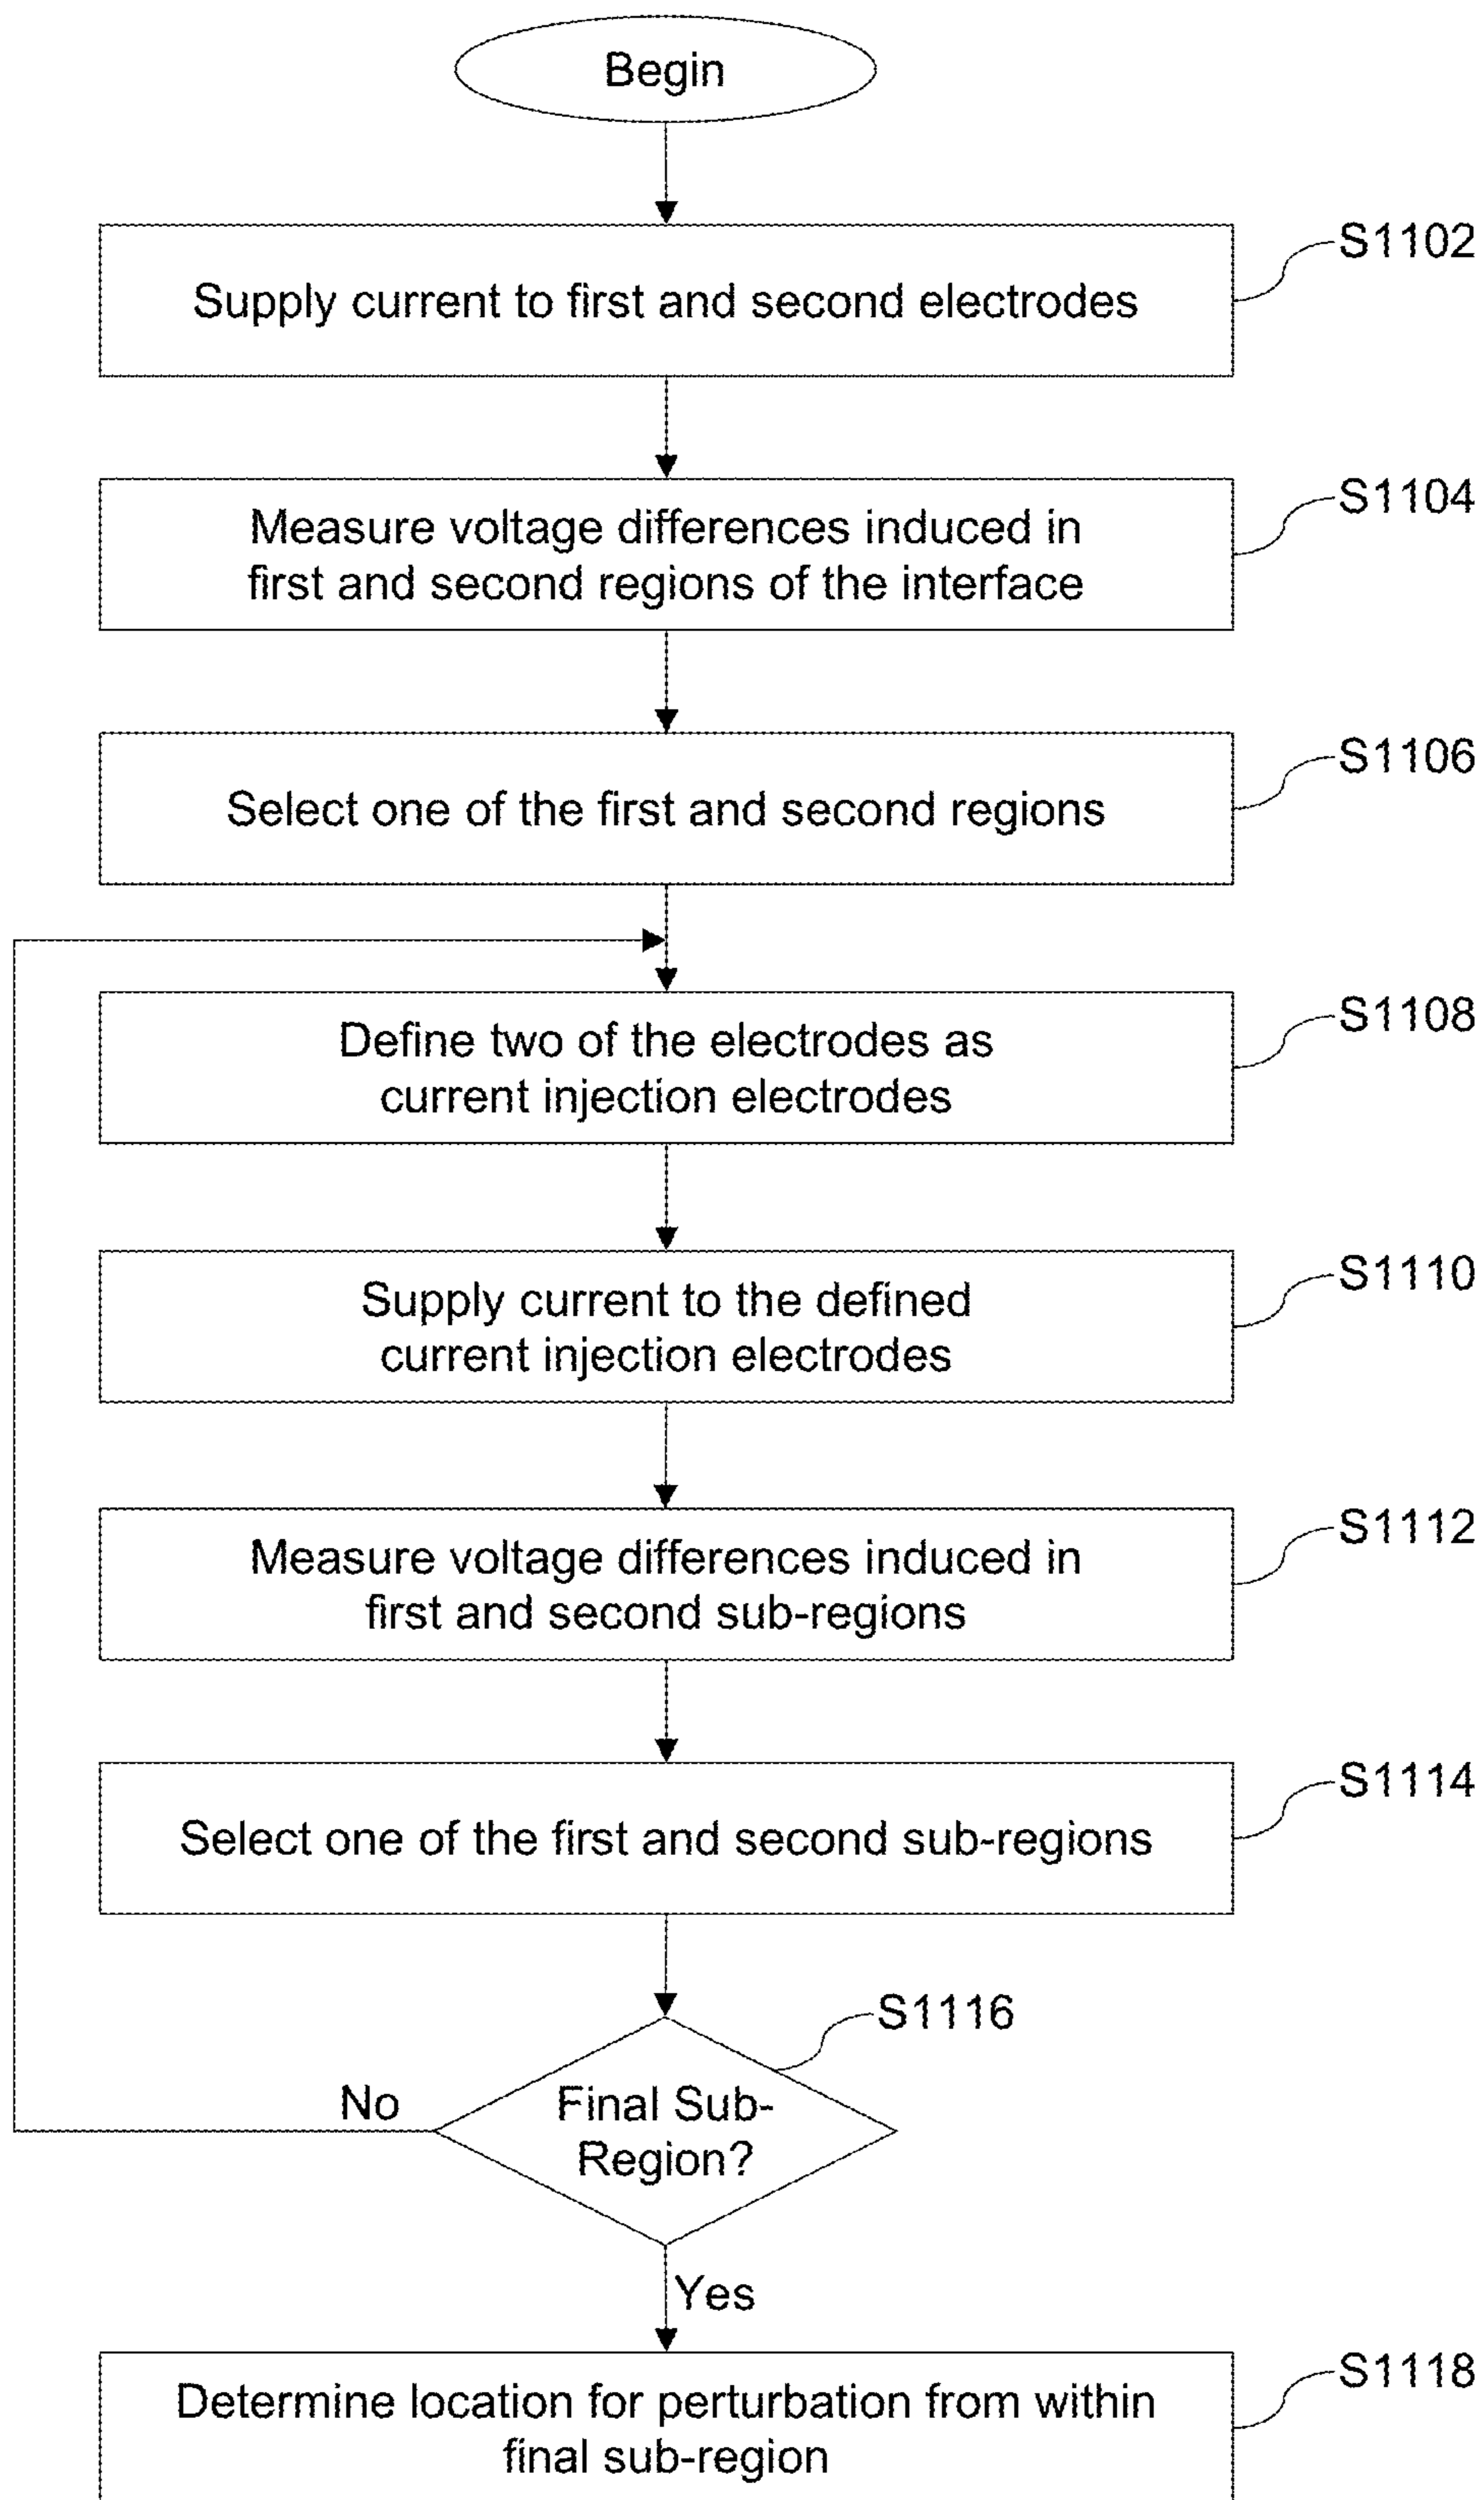 Begin
S1102
Supply current to first and second electrodes
S1104
Measure voltage differences induced in
first and second regions of the interface
S1106
Select one of the first and second regions
S1108
Define two of the electrodes as
current injection electrodes
S1110
Supply current to the defined
current injection electrodes
S1112
Measure voltage differences induced in
first and second sub-regions
S1114
Select one of the first and second sub-regions
S1116
No
Final Sub-
Region?
Yes
S1118
Determine location for perturbation from within
final sub-region